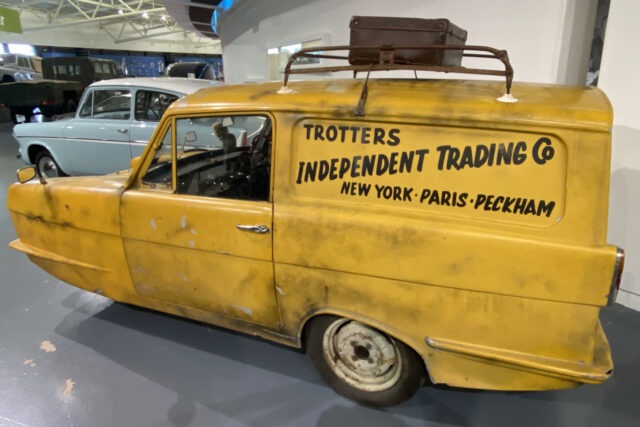 TROTTERS
INDEPENDENT TRADING CO
NEW YORK · PARIS · PECKHAM